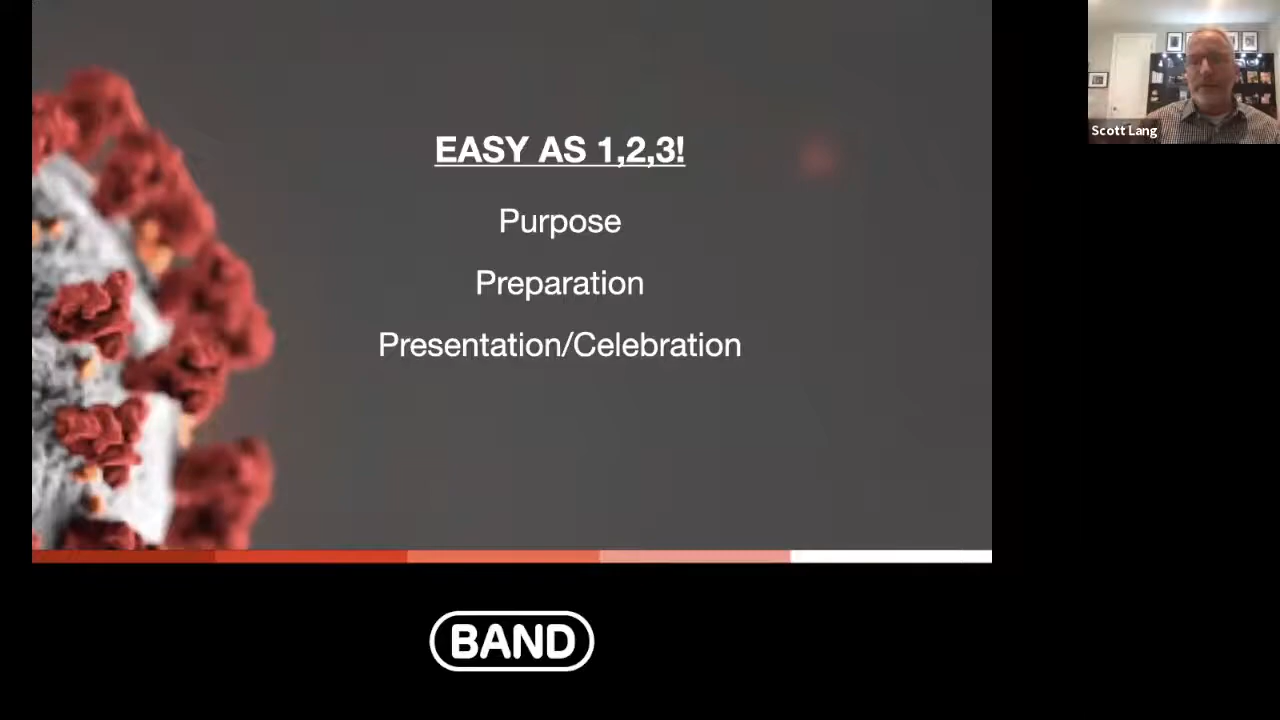 EASY AS 1,2,3!
Purpose
Preparation
Presentation/Celebration
Scott Lang
BAND